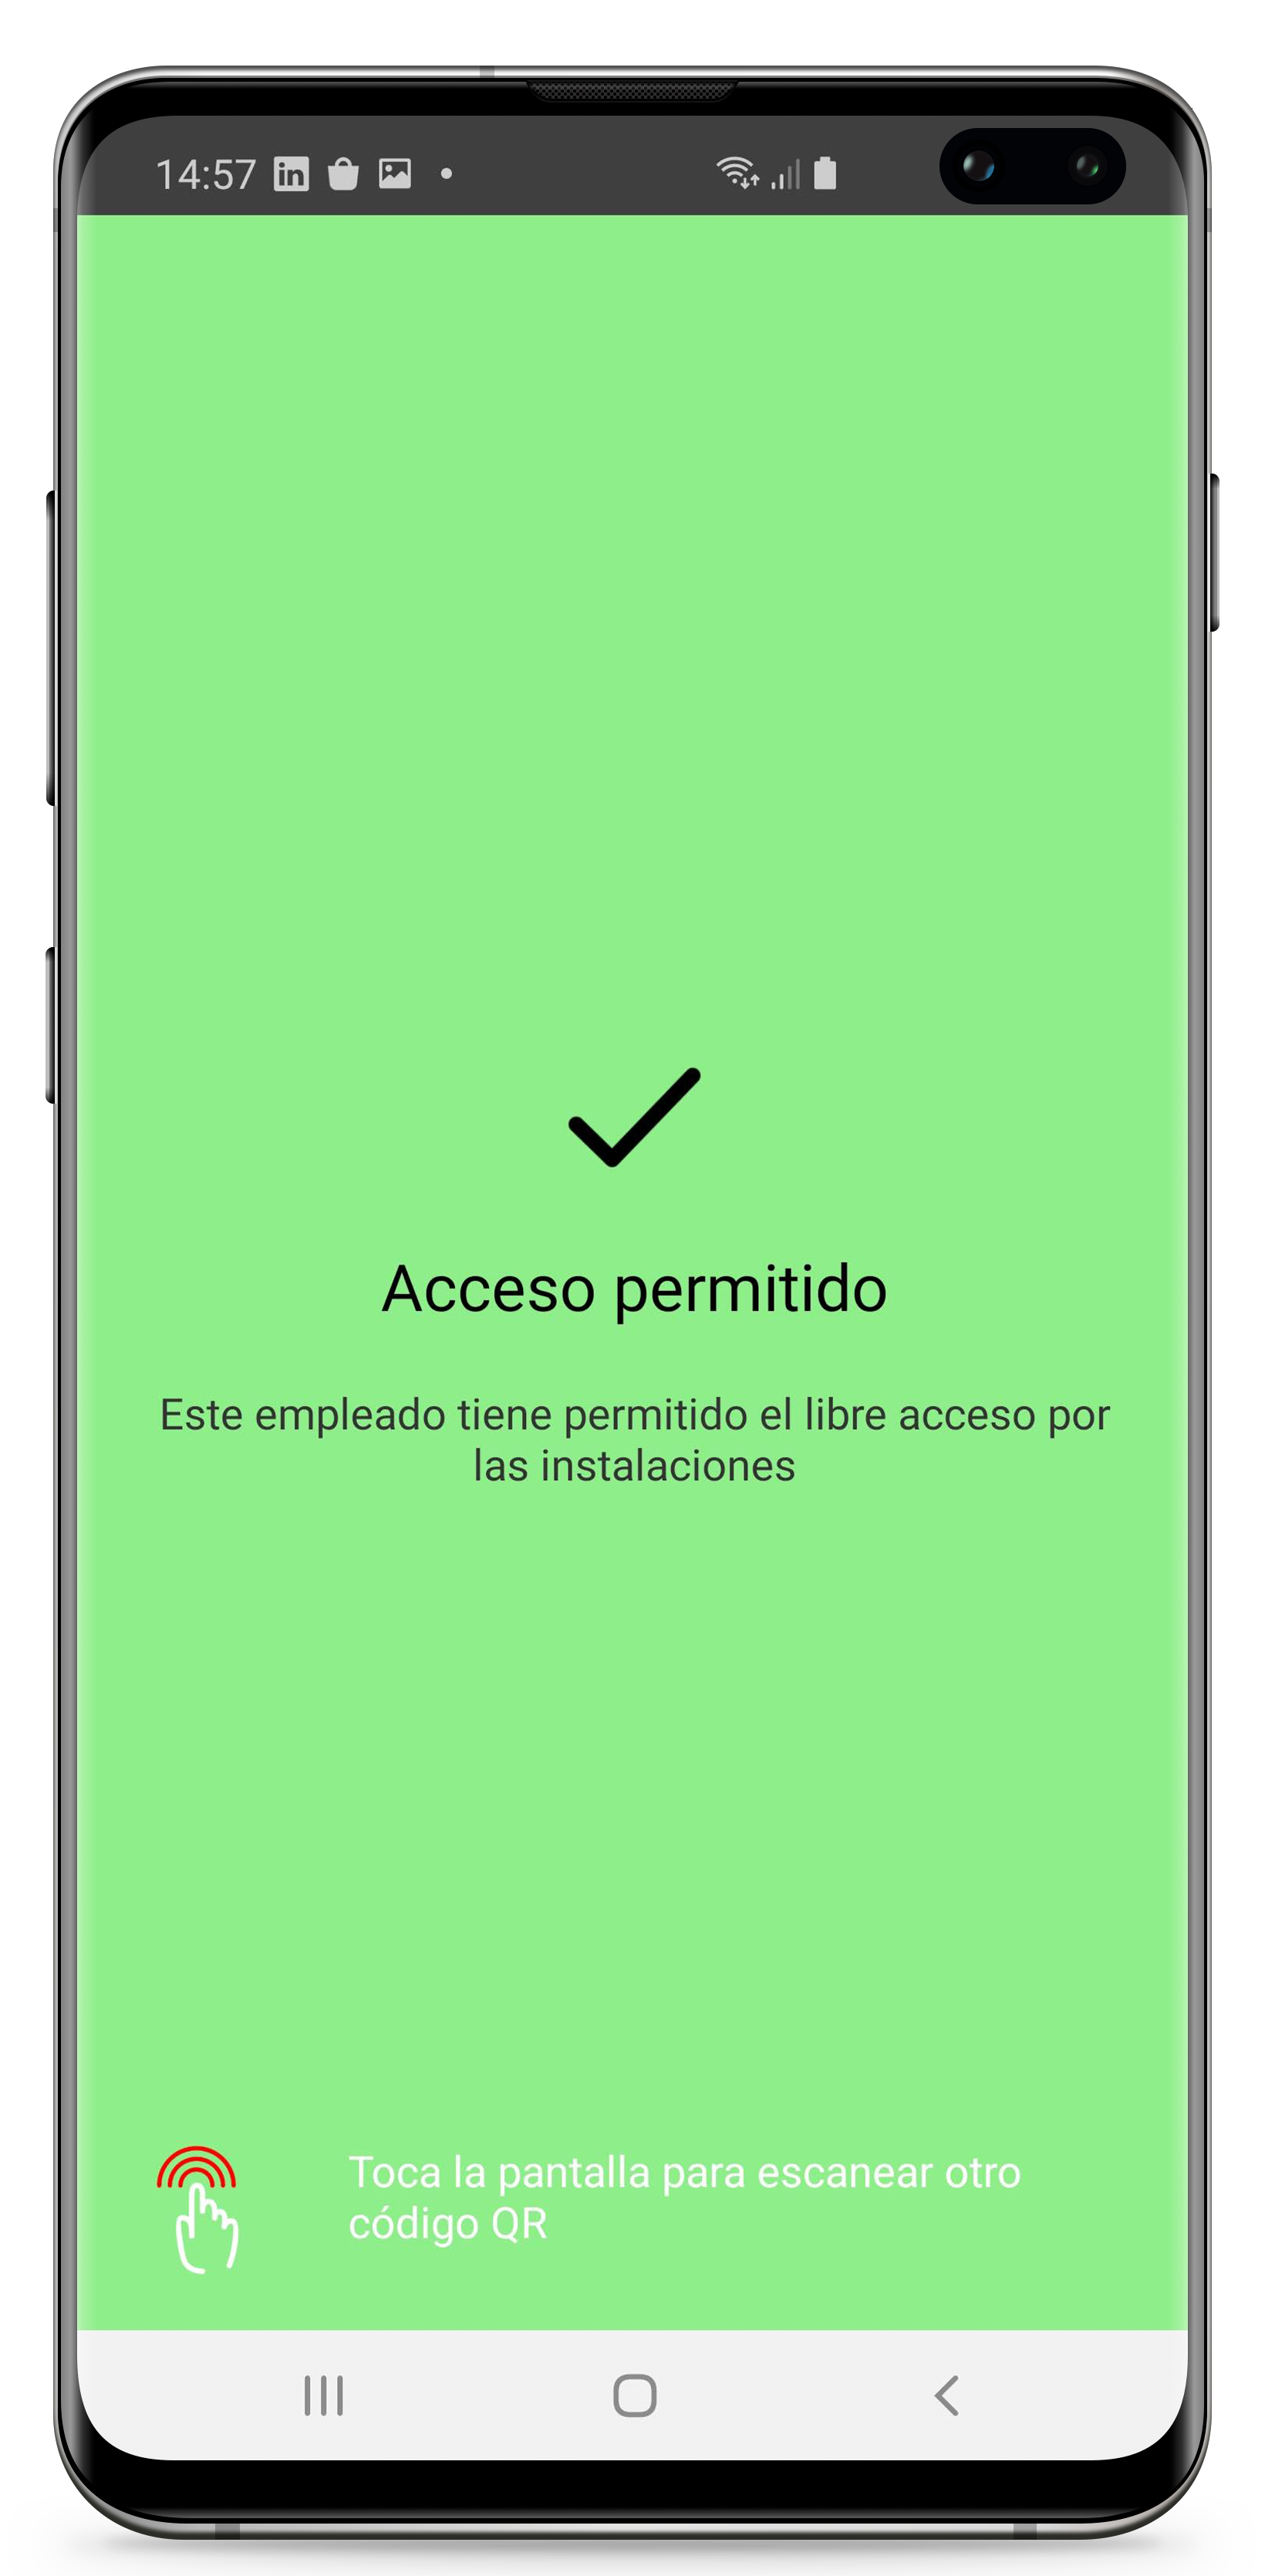 14:57
in
Acceso permitido
Este empleado tiene permitido el libre acceso por
las instalaciones
Toca la pantalla para escanear otro
código QR